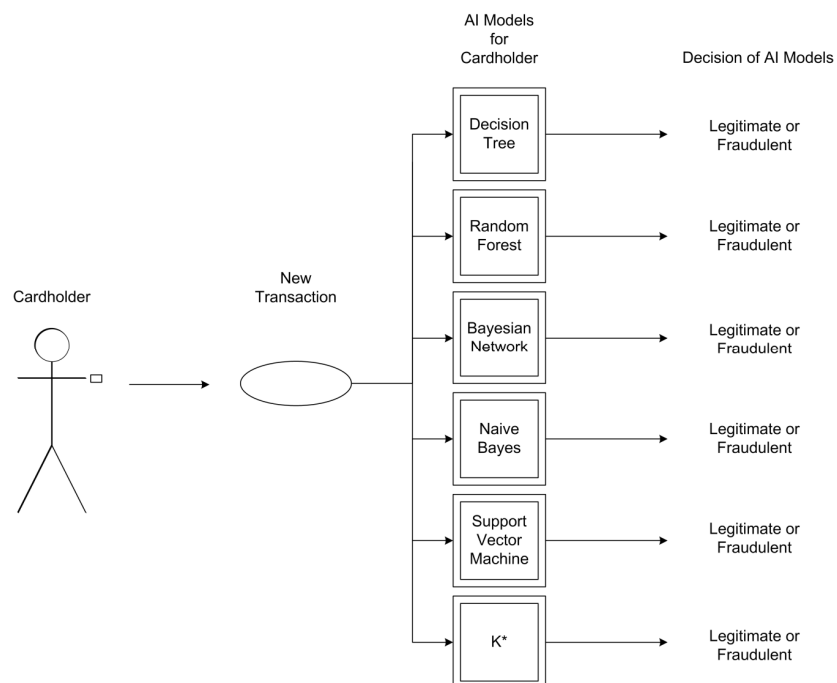 AI Models
for
Cardholder
Decision of AI Models
Decision
Tree
Legitimate or
Fraudulent
Random
Forest
Legitimate or
Fraudulent
New
Transaction
Cardholder
Bayesian
Network
Legitimate or
Fraudulent
Naive
Bayes
Legitimate or
Fraudulent
Support
Vector
Machine
Legitimate or
Fraudulent
K*
Legitimate or
Fraudulent